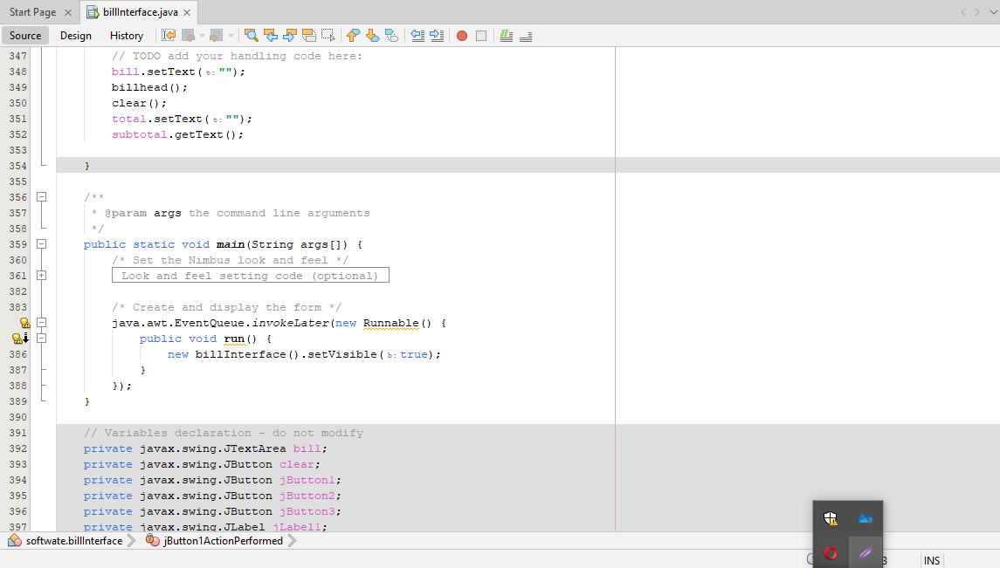 Start Page
billInterface.java
Source Design History
347 // TODO add your handling code here:
348 bill.setText(t:"");
349 billhead();
350 clear();
351 total.setText(t:"");
352 subtotal.getText();
353
354 }
355
356 /**
357 * @param args the command line arguments
358 */
359 public static void main(String args[]) {
360 /* Set the Nimbus look and feel */
361 Look and feel setting code (optional)
382
383 /* Create and display the form */
java.awt.EventQueue.invokeLater(new Runnable() {
public void run() {
386 new billInterface().setVisible(b:true);
387 }
388 });
389 }
390
391 // Variables declaration - do not modify
392 private javax.swing.JTextArea bill;
393 private javax.swing.JButton clear;
394 private javax.swing.JButton jButton1;
395 private javax.swing.JButton jButton2;
396 private javax.swing.JButton jButton3;
397 private javax.swing.JLabel jLabel1;
softwate.billInterface jButton1ActionPerformed
3 INS